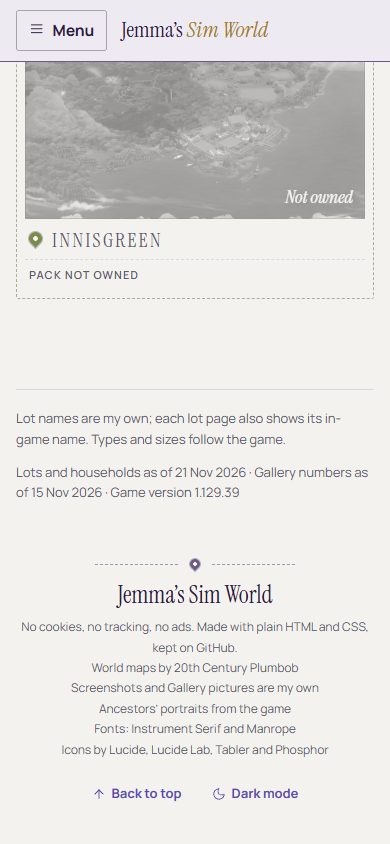 Menu
Jemma's Sim World
Not owned
INNISGREEN
PACK NOT OWNED
Lot names are my own; each lot page also shows its in-
game name. Types and sizes follow the game.
Lots and households as of 21 Nov 2026 · Gallery numbers as
of 15 Nov 2026 · Game version 1.129.39
Jemma's Sim World
No cookies, no tracking, no ads. Made with plain HTML and CSS,
kept on GitHub.
World maps by 20th Century Plumbob
Screenshots and Gallery pictures are my own
Ancestors' portraits from the game
Fonts: Instrument Serif and Manrope
Icons by Lucide, Lucide Lab, Tabler and Phosphor
Back to top
Dark mode